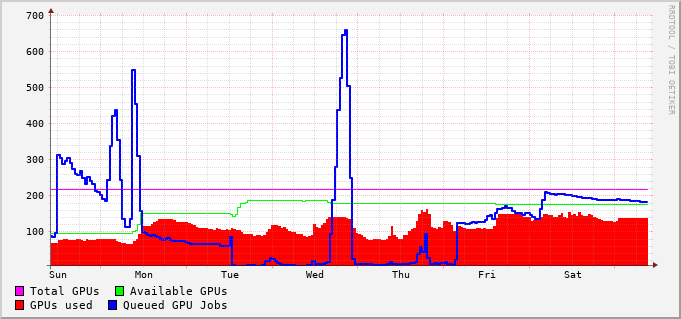 700
600
500
400
300
200
100
Sun Mon Tue Wed Thu Fri Sat
Total GPUs Available GPUs
GPUs used Queued GPU Jobs
RRDTOOL / TOBI OETIKER